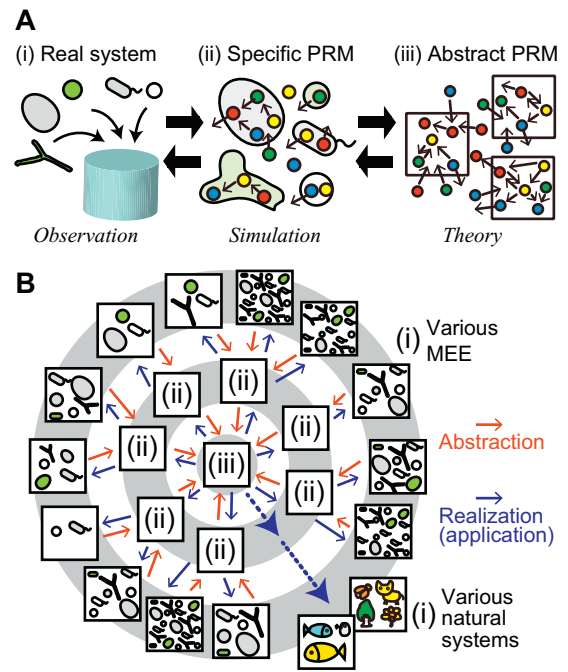 A
(i) Real system
(ii) Specific PRM
(iii) Abstract PRM
Observation
Simulation
Theory
B
(i) Various
MEE
(ii)
(ii)
(ii)
(ii)
(iii)
(ii)
(ii)
(ii)
Abstraction
Realization
(application)
(i) Various
natural
systems